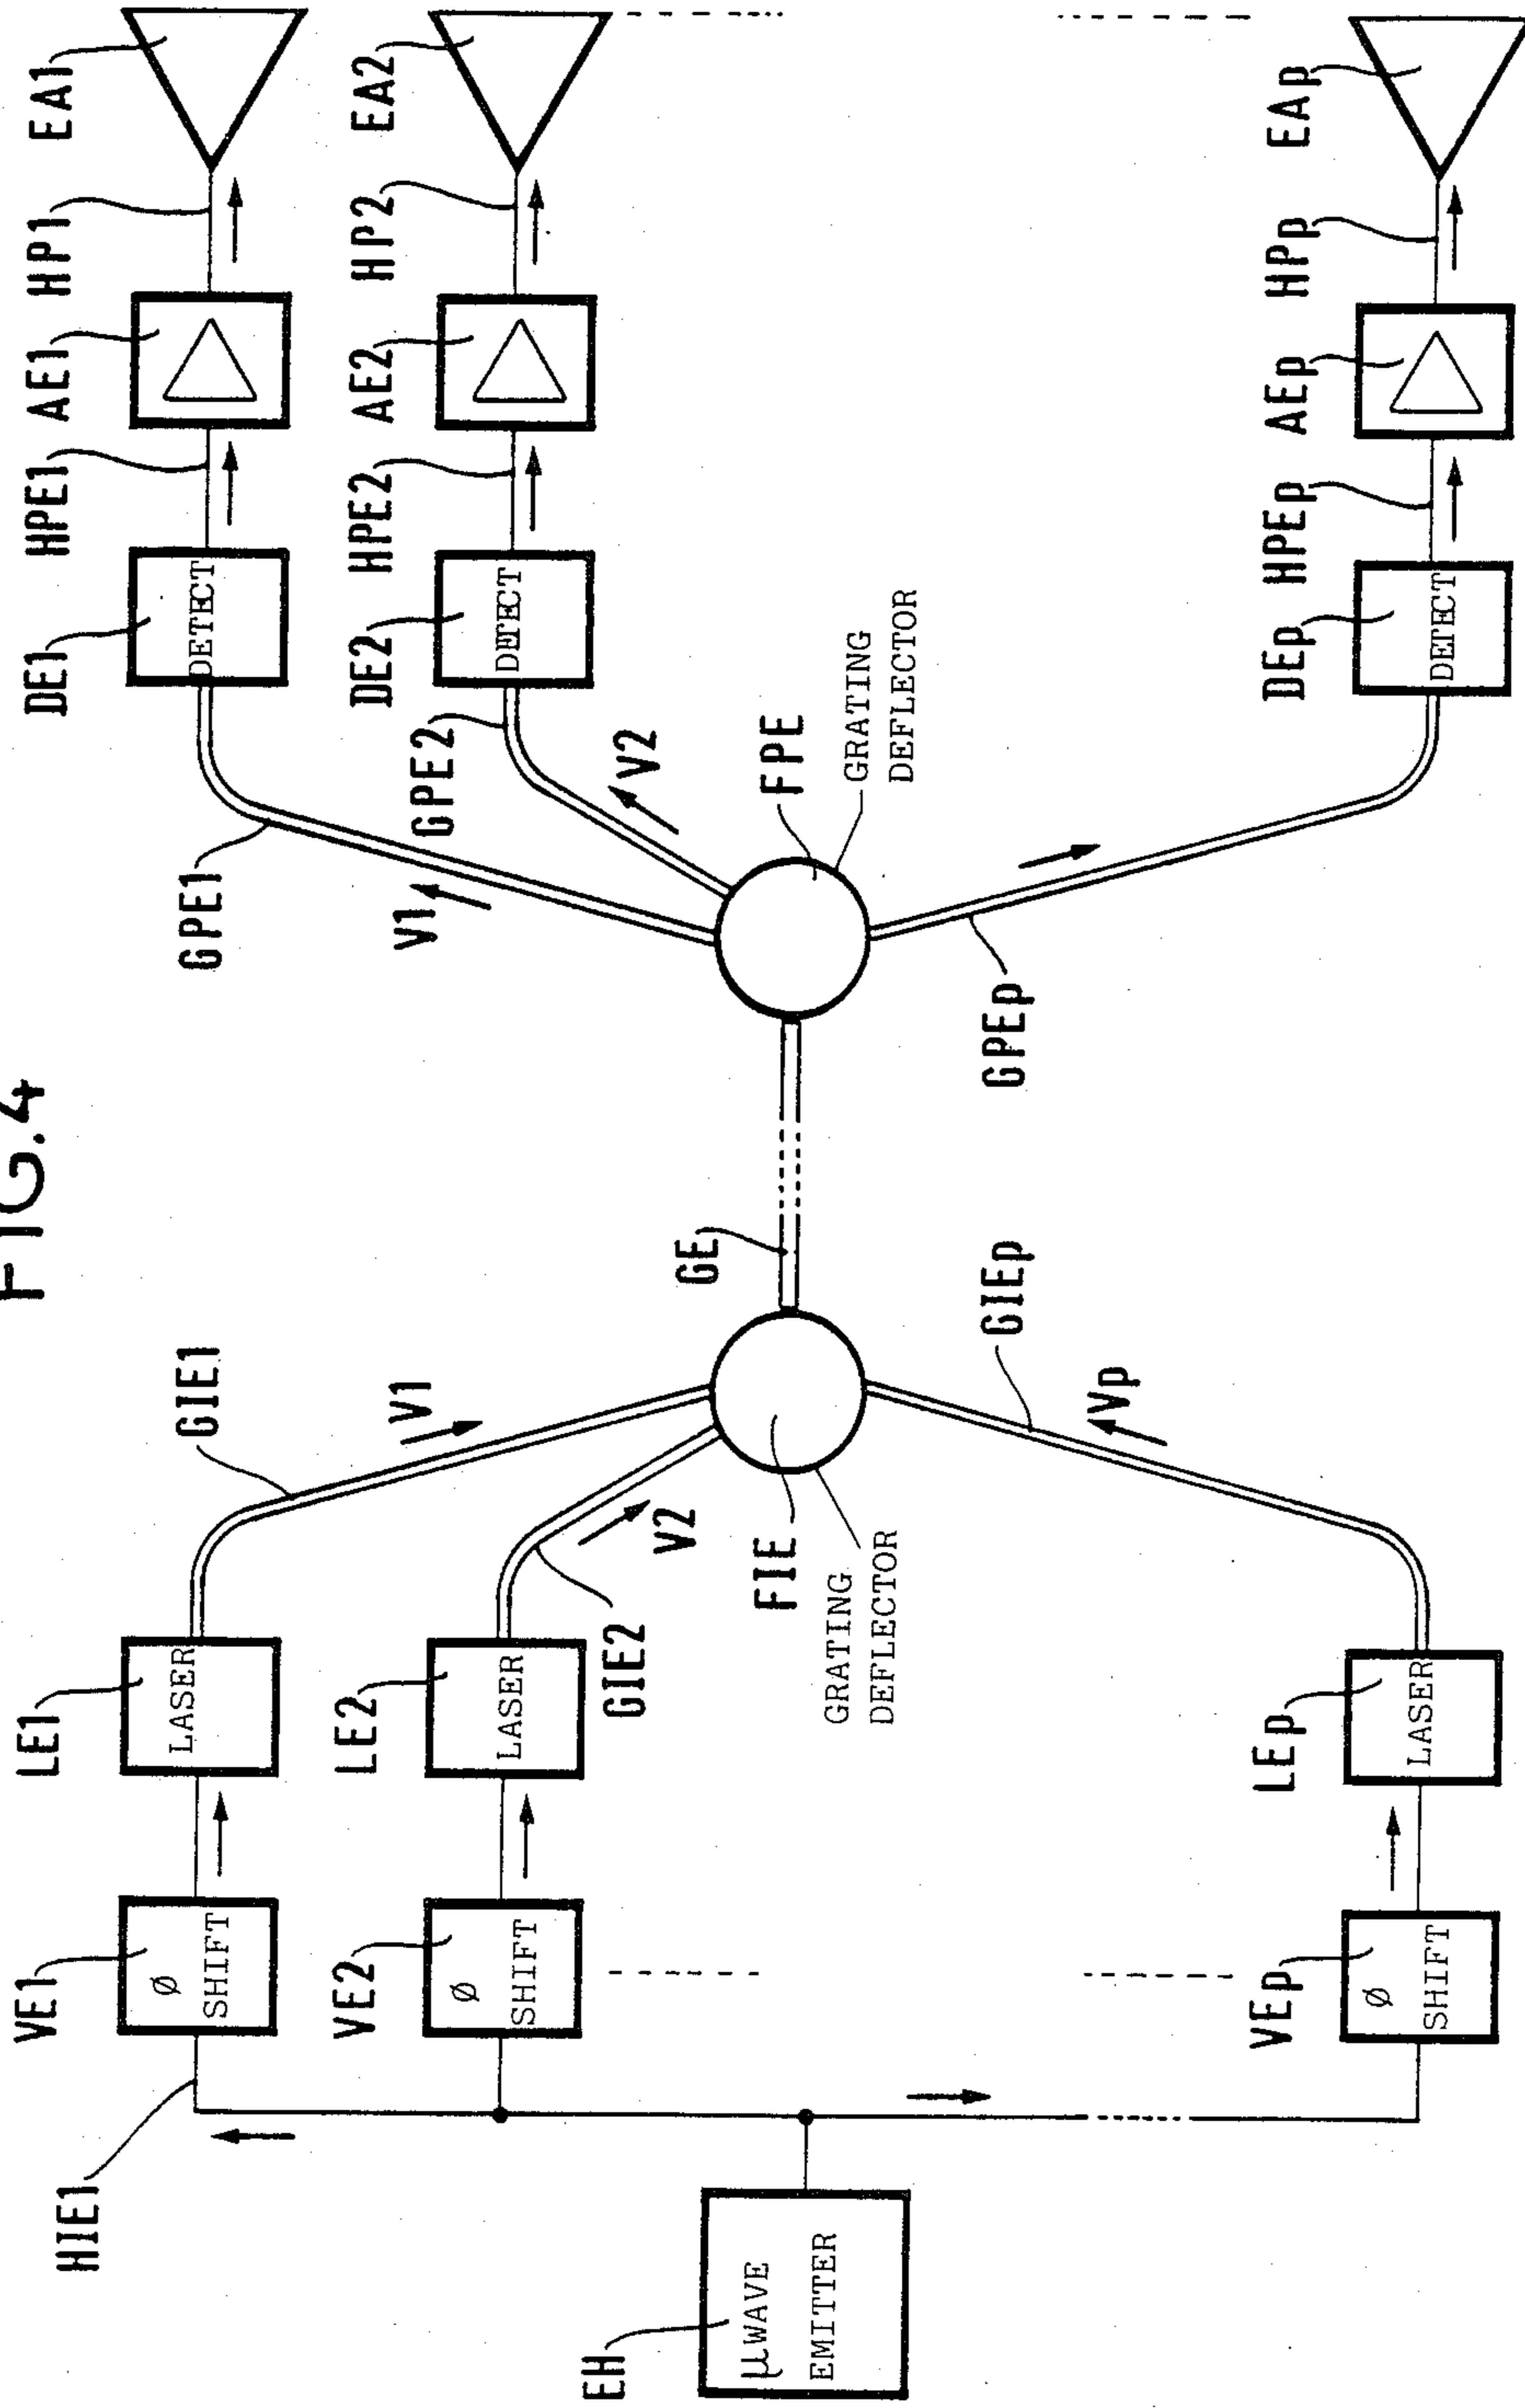 FIG.4
HIE1
VE1
LE1
GIE1
GPE1
DE1
HPE1
AE1
HP1
EA1
Ø
SHIFT
LASER
V1
V1
DETECT
VE2
LE2
GIE2
V2
GPE2
V2
DE2
HPE2
AE2
HP2
EA2
Ø
SHIFT
LASER
DETECT
EH
µWAVE
EMITTER
FIE
GRATING
DEFLECTOR
GE
FPE
GRATING
DEFLECTOR
GIEp
Vp
GPEp
VEp
LEp
DEp
HPEp
AEp
HPp
EAp
Ø
SHIFT
LASER
DETECT